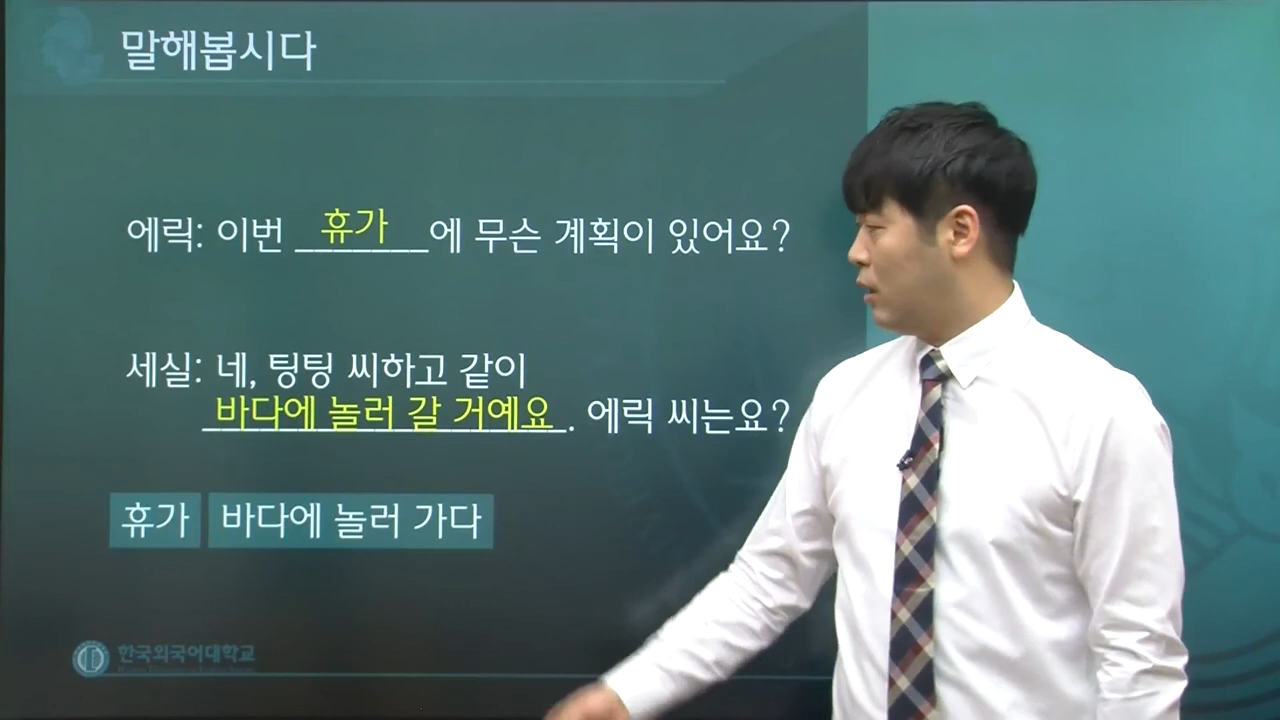 말해봅시다
에릭: 이번 휴가에 무슨 계획이 있어요?
세실: 네, 팅팅 씨하고 같이
바다에 놀러 갈 거예요. 에릭 씨는요?
휴가 바다에 놀러 가다
한국외국어대학교